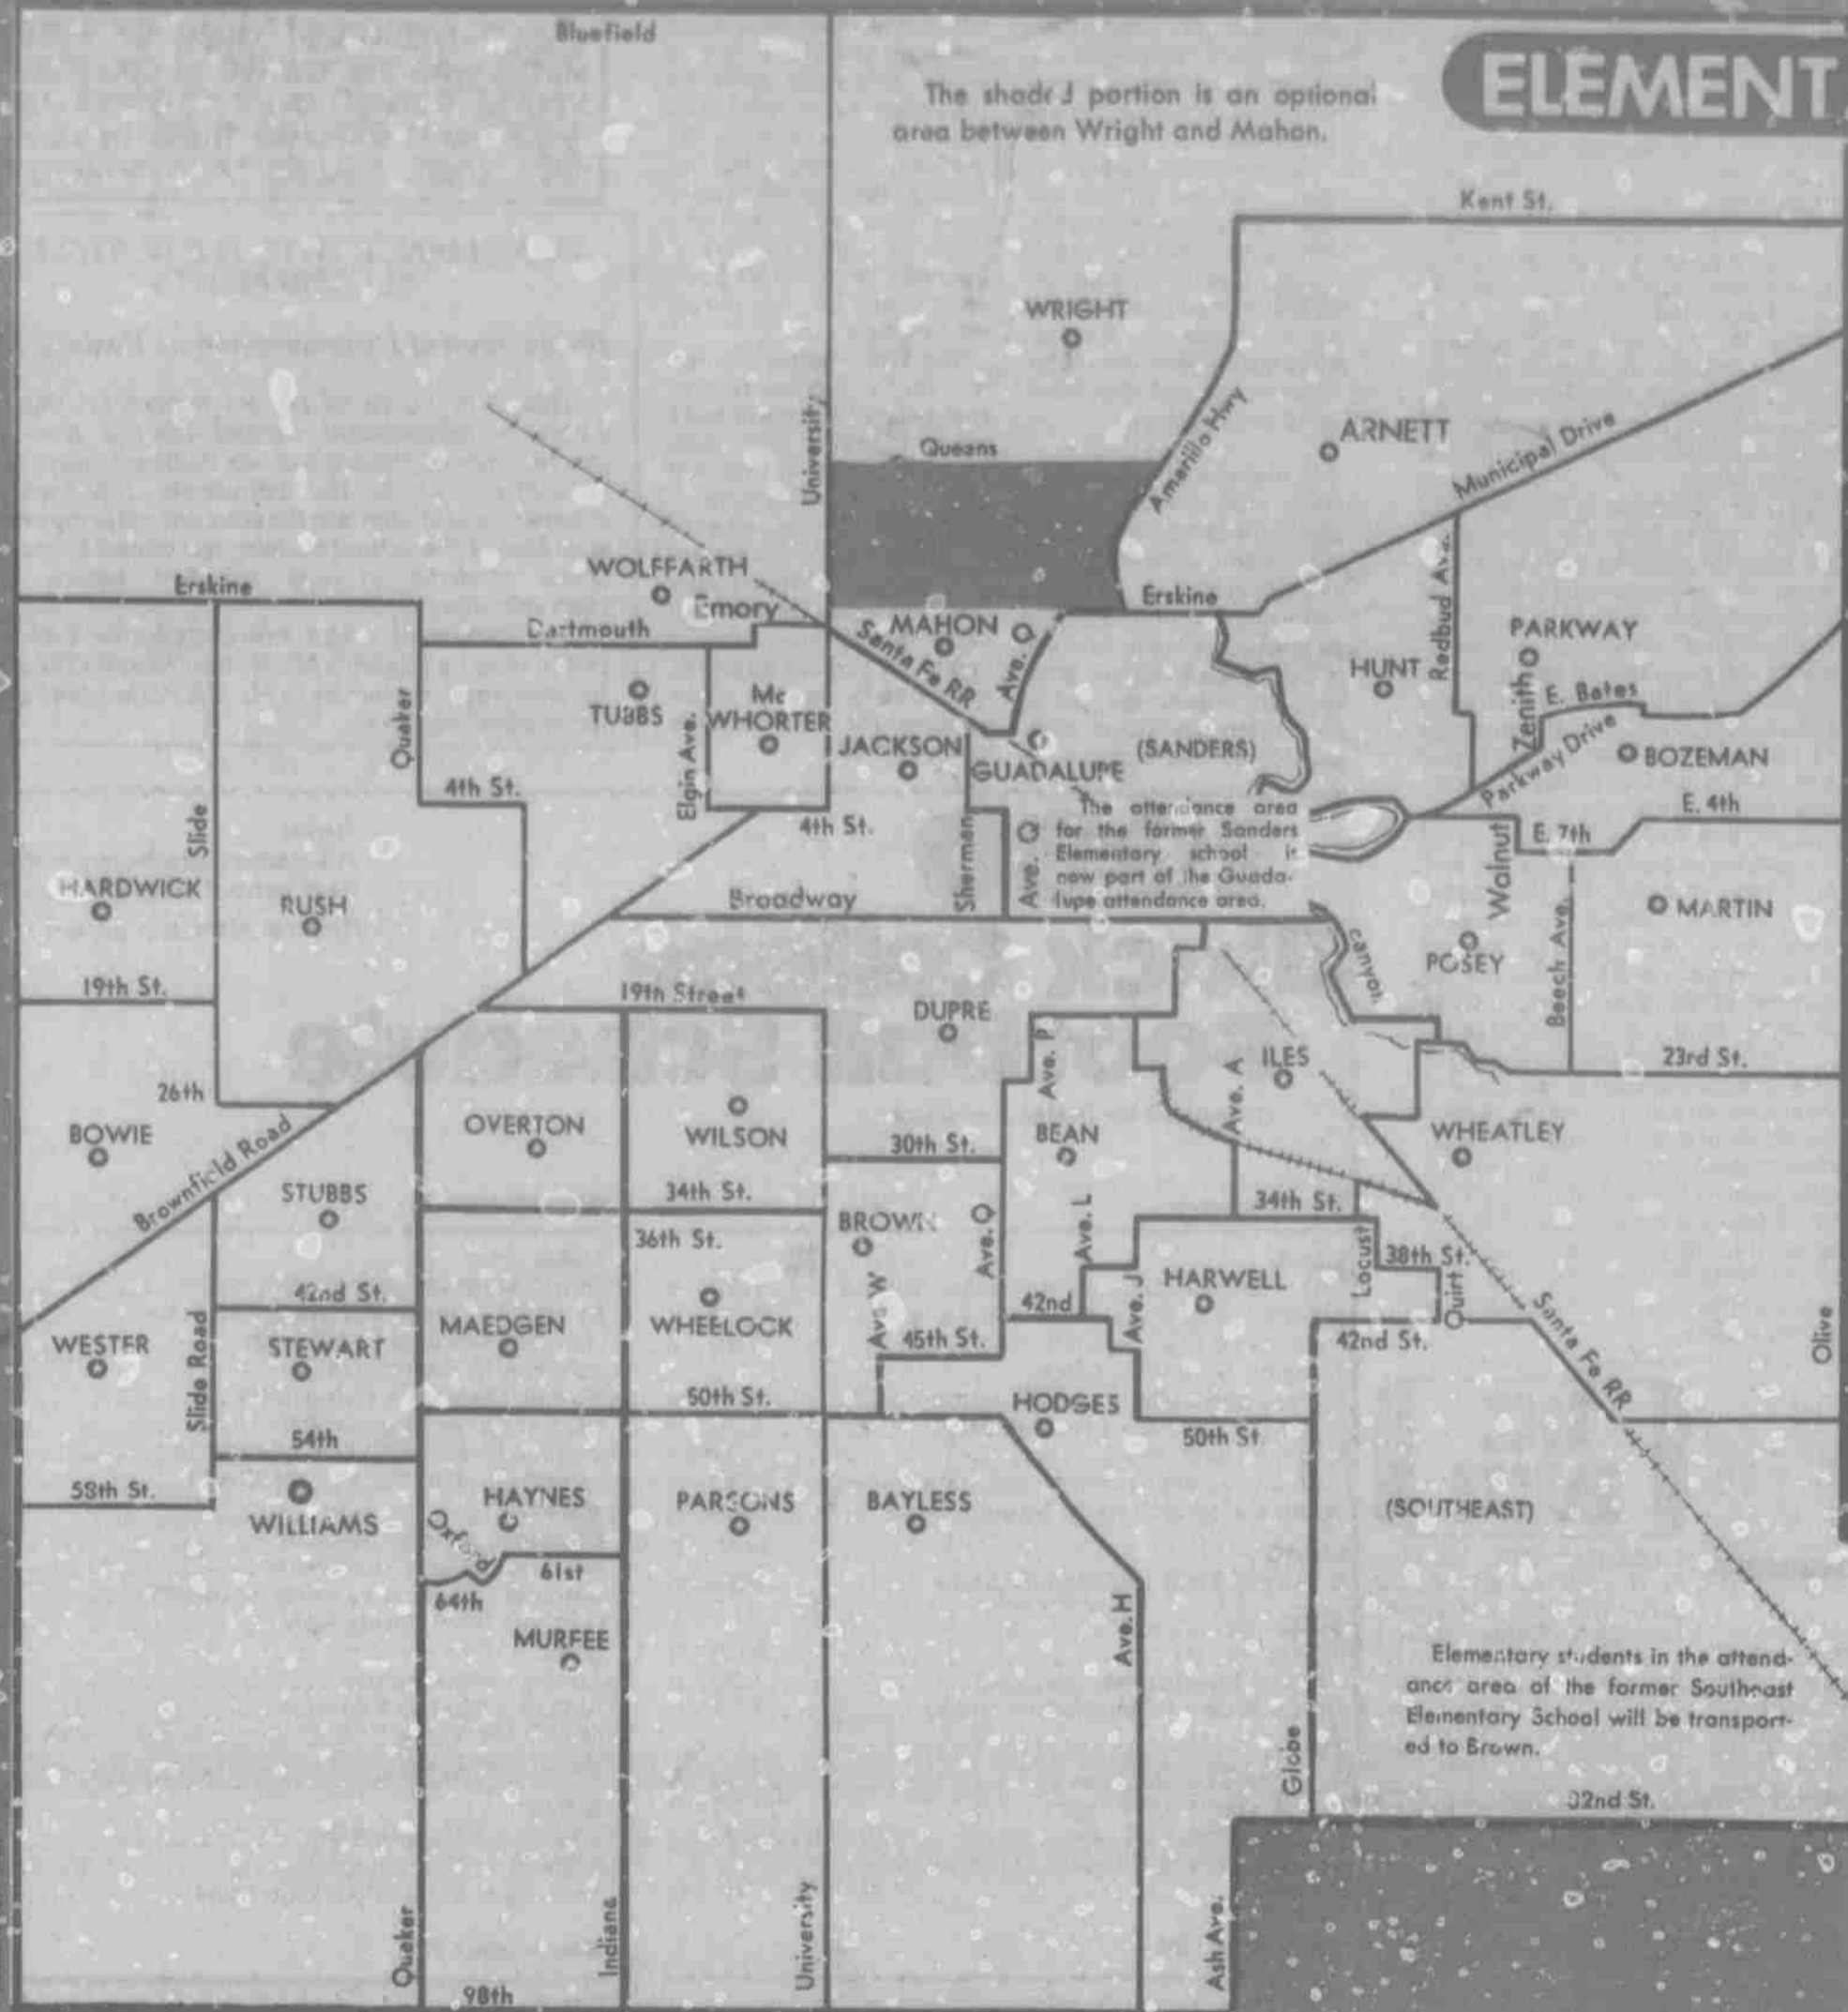 Bluefield
ELEMENT
The shaded portion is an optional
area between Wright and Mahon.
Kent St.
WRIGHT
University
Queens
Amarillo Hwy
ARNETT
Municipal Drive
WOLFFARTH
Erskine
Emory
Dartmouth
Erskine
MAHON
Santa Fe RR
Ave. Q
Redbud Ave.
PARKWAY
HUNT
Zenith
E. Bates
Parkway Drive
Quaker
TUBBS
Elgin Ave.
Mc
WHORTER
JACKSON
GUADALUPE
(SANDERS)
BOZEMAN
4th St.
4th St.
E. 4th
E. 7th
Slide
Sherman
Ave. Q
The attendance area
for the former Sanders
Elementary school is
now part of the Guada-
lupe attendance area.
Walnut
HARDWICK
RUSH
Broadway
MARTIN
canyon
POSEY
Beech Ave.
19th St.
19th Street
DUPRE
Ave. P
ILES
Ave. A
23rd St.
26th
BOWIE
Brownfield Road
OVERTON
WILSON
30th St.
BEAN
WHEATLEY
STUBBS
34th St.
34th St.
BROWN
Ave. Q
Ave. L
36th St.
Locust
38th St.
Quirt
42nd St.
Ave W
42nd
Ave. J
HARWELL
Santa Fe RR
WESTER
Slide Road
STEWART
MAEDGEN
WHEELOCK
45th St.
42nd St.
Olive
50th St.
HODGES
50th St.
54th
58th St.
WILLIAMS
Oxford
HAYNES
PARSONS
BAYLESS
(SOUTHEAST)
61st
64th
MURFEE
Ave. H
Elementary students in the attend-
ance area of the former Southeast
Elementary School will be transport-
ed to Brown.
Globe
Quaker
Indiana
University
Ash Ave.
98th